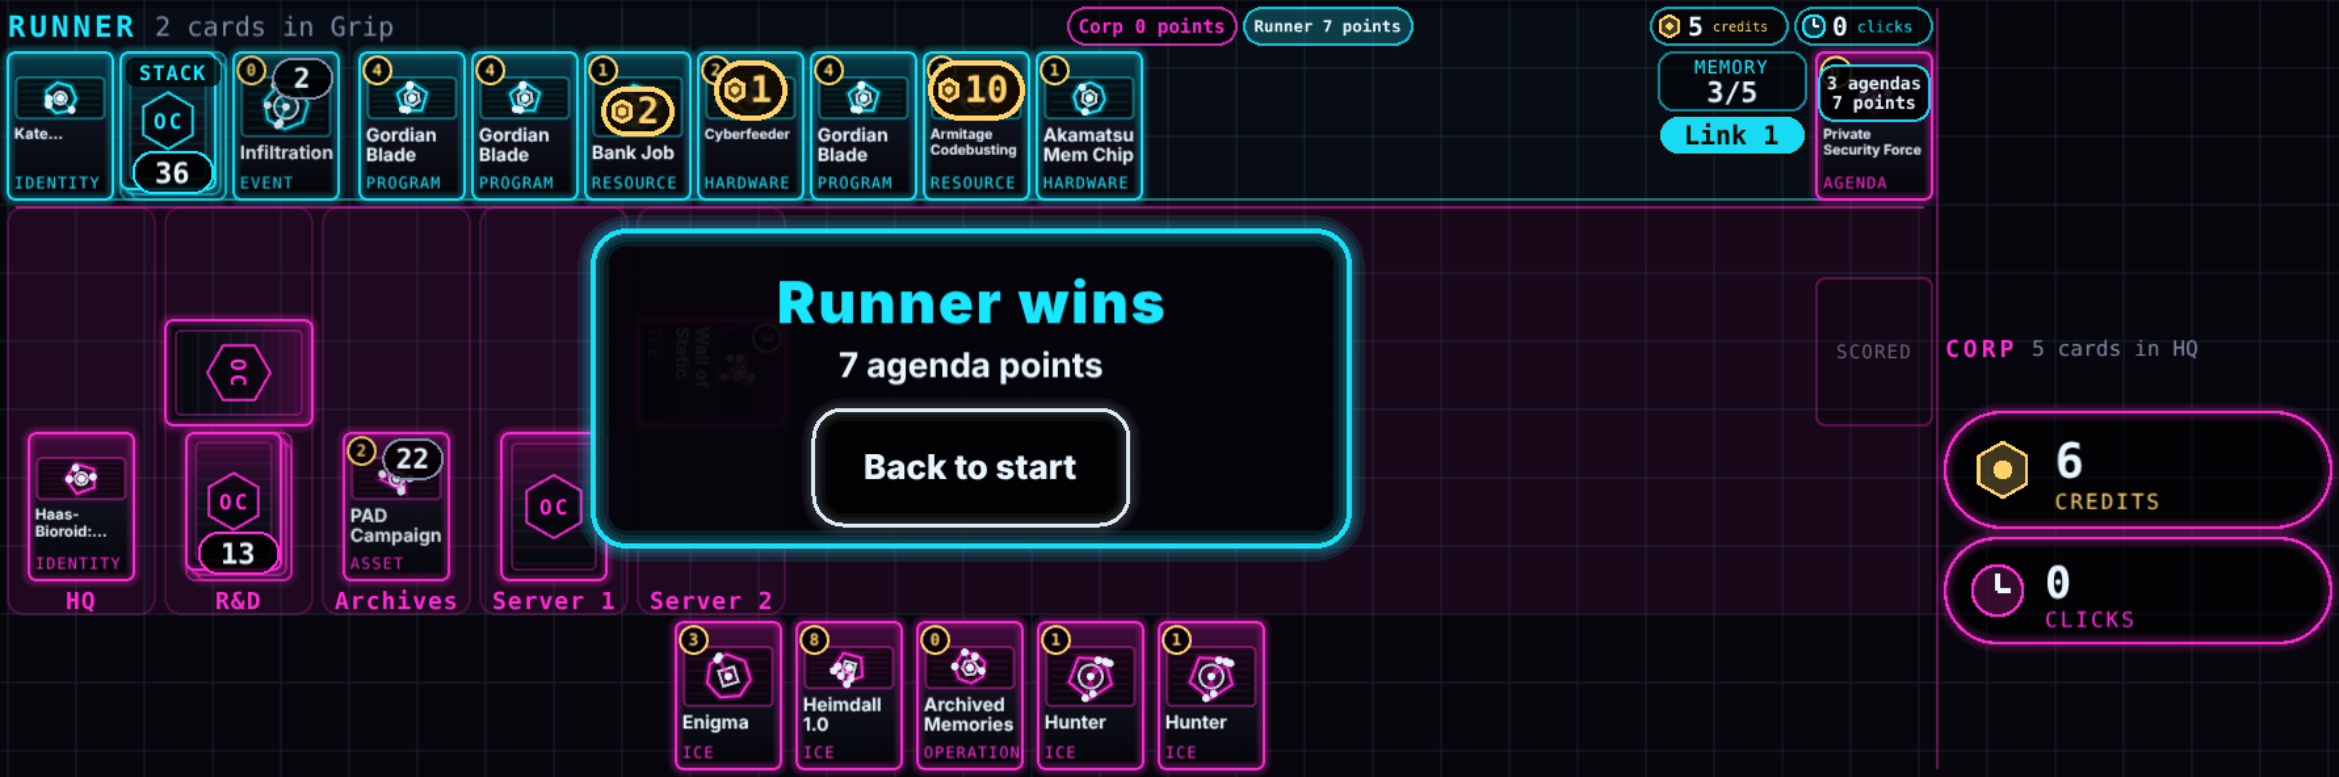 RUNNER 2 cards in Grip
Corp 0 points
Runner 7 points
5 credits
0 clicks
Kate...
IDENTITY
STACK
OC
36
0
2
Infiltration
EVENT
4
Gordian
Blade
PROGRAM
4
Gordian
Blade
PROGRAM
1
2
Bank Job
RESOURCE
2
1
Cyberfeeder
HARDWARE
4
Gordian
Blade
PROGRAM
10
Armitage
Codebusting
RESOURCE
1
Akamatsu
Mem Chip
HARDWARE
MEMORY
3/5
Link 1
3 agendas
7 points
Private
Security Force
AGENDA
Runner wins
7 agenda points
Back to start
3
Wall of
Static
ICE
OC
SCORED
CORP 5 cards in HQ
Haas-
Bioroid:...
IDENTITY
HQ
OC
13
R&D
2
22
PAD
Campaign
ASSET
Archives
OC
Server 1
Server 2
6
CREDITS
0
CLICKS
3
Enigma
ICE
8
Heimdall
1.0
ICE
0
Archived
Memories
OPERATION
1
Hunter
ICE
1
Hunter
ICE